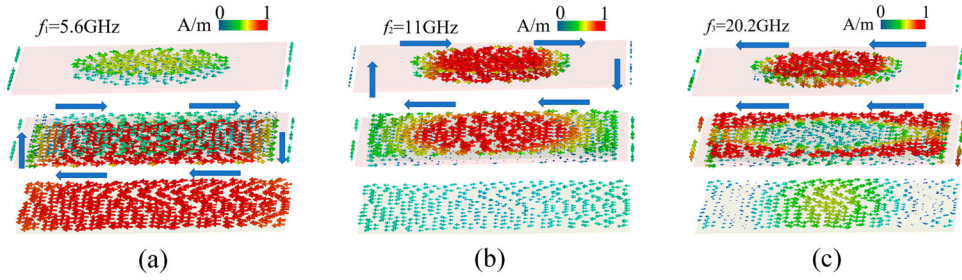 f₁=5.6GHz A/m 0 1
f₂=11GHz A/m 0 1
f₃=20.2GHz A/m 0 1
(a) (b) (c)